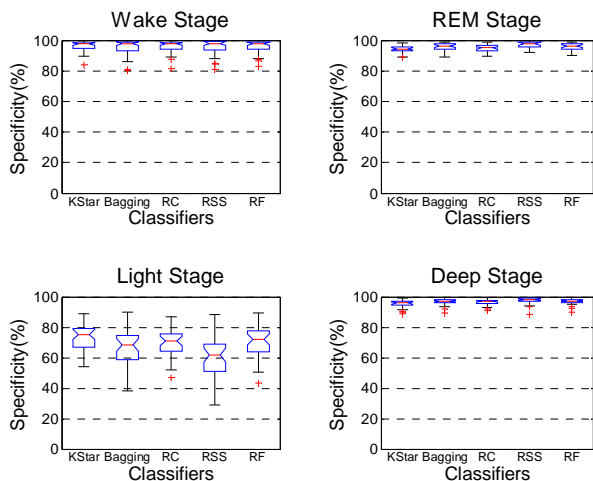 Wake Stage
Specificity(%)
100
80
60
40
20
0
KStar Bagging RC RSS RF
Classifiers
REM Stage
Specificity(%)
100
80
60
40
20
0
KStar Bagging RC RSS RF
Classifiers
Light Stage
Specificity(%)
100
80
60
40
20
0
KStar Bagging RC RSS RF
Classifiers
Deep Stage
Specificity(%)
100
80
60
40
20
0
KStar Bagging RC RSS RF
Classifiers